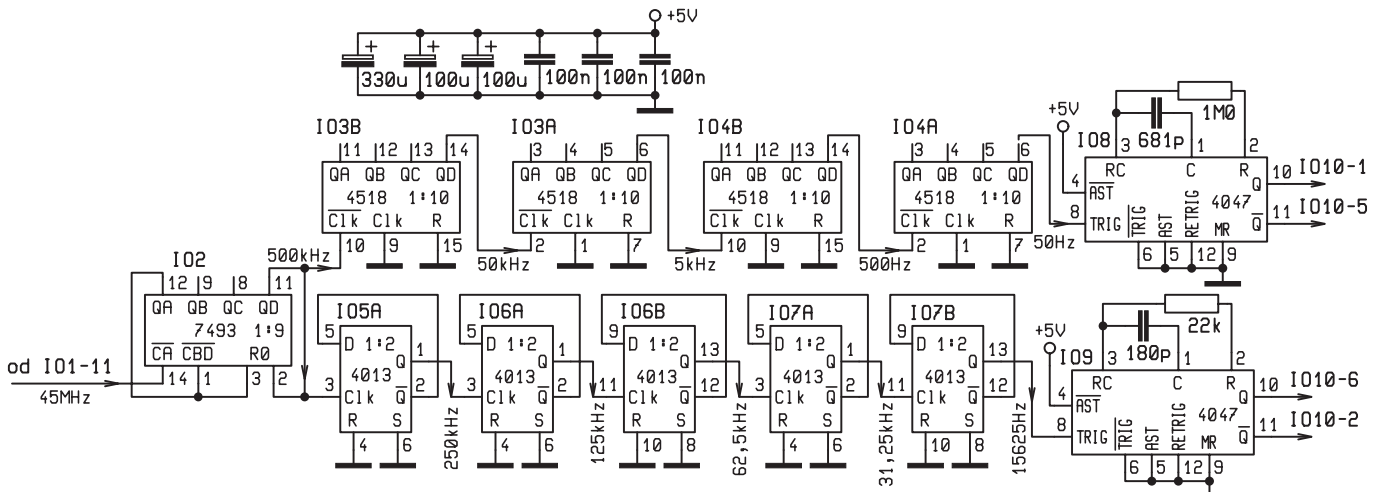 +5V
+ + +
330u 100u 100u 100n 100n 100n
IO3B IO3A IO4B IO4A
11 12 13 14 3 4 5 6 11 12 13 14 3 4 5 6
QA QB QC QD QA QB QC QD QA QB QC QD QA QB QC QD
4518 1:10 4518 1:10 4518 1:10 4518 1:10
Clk Clk R Clk Clk R Clk Clk R Clk Clk R
10 9 15 2 1 7 10 9 15 2 1 7
500kHz 50kHz 5kHz 500Hz 50Hz
+5V
1M0
IO8 3 681p 1 2
RC C R
4 AST Q 10 IO10-1
4047
8 TRIG TRIG AST RETRIG MR Q 11 IO10-5
6 5 12 9
IO2
12 9 8 11
QA QB QC QD
7493 1:9
CA CBD R0
14 1 3 2
od IO1-11
45MHz
IO5A IO6A IO6B IO7A IO7B
5 5 9 5 9
D 1:2 D 1:2 D 1:2 D 1:2 D 1:2
Q 1 Q 1 Q 13 Q 1 Q 13
4013 4013 4013 4013 4013
3 Clk Q 2 3 Clk Q 2 11 Clk Q 12 3 Clk Q 2 11 Clk Q 12
11
R S R S R S R S R S
4 6 4 6 10 8 4 6 10 8
250kHz 125kHz 62,5kHz 31,25kHz 15625Hz
+5V
22k
IO9 3 180p 1 2
RC C R
4 AST Q 10 IO10-6
4047
8 TRIG TRIG AST RETRIG MR Q 11 IO10-2
6 5 12 9